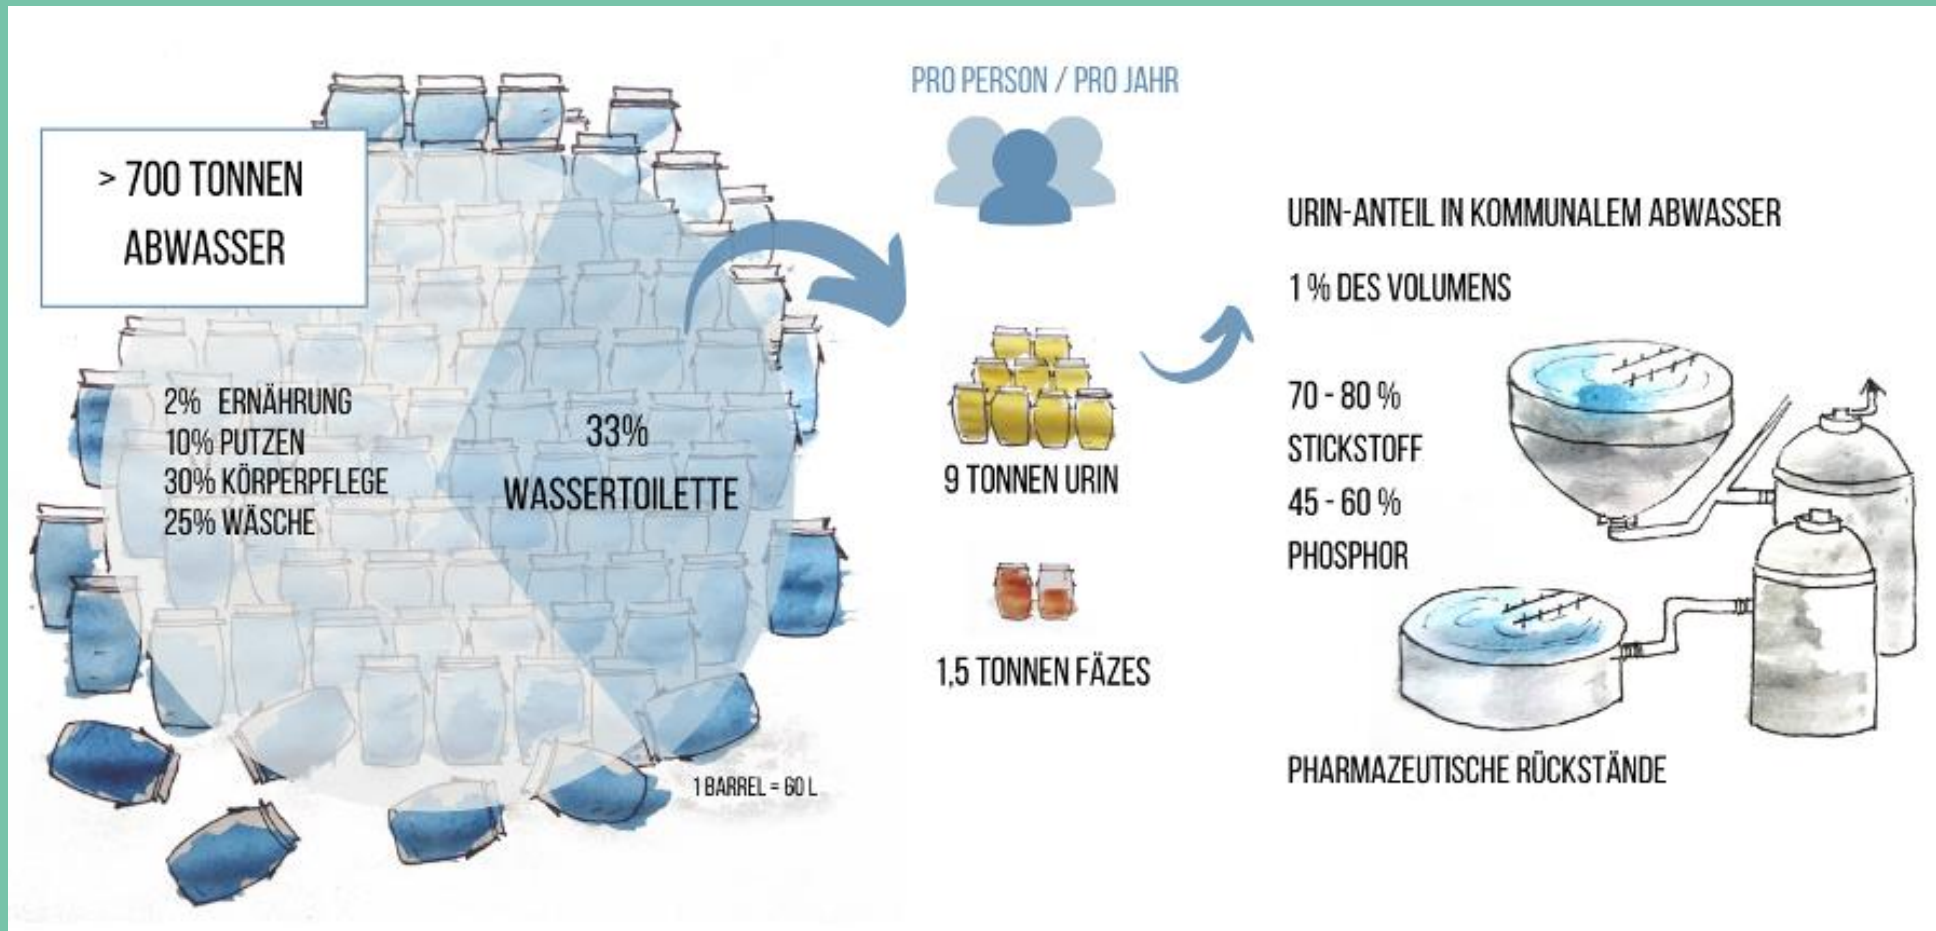 > 700 TONNEN
ABWASSER
2% ERNÄHRUNG
10% PUTZEN
30% KÖRPERPFLEGE
25% WÄSCHE
33%
WASSERTOILETTE
1 BARREL = 60 L
PRO PERSON / PRO JAHR
9 TONNEN URIN
1,5 TONNEN FÄZES
URIN-ANTEIL IN KOMMUNALEM ABWASSER
1 % DES VOLUMENS
70 - 80 %
STICKSTOFF
45 - 60 %
PHOSPHOR
PHARMAZEUTISCHE RÜCKSTÄNDE